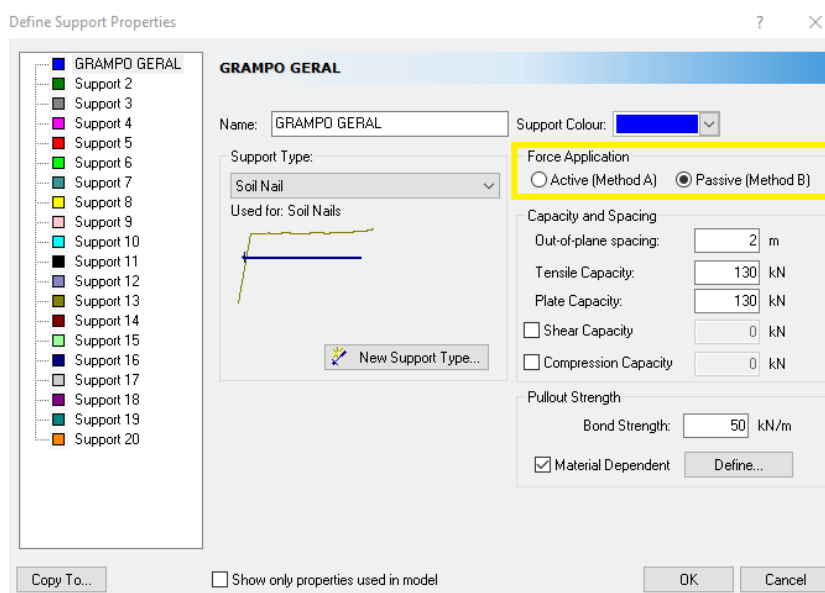 Define Support Properties ? ×
GRAMPO GERAL
Support 2
Support 3
Support 4
Support 5
Support 6
Support 7
Support 8
Support 9
Support 10
Support 11
Support 12
Support 13
Support 14
Support 15
Support 16
Support 17
Support 18
Support 19
Support 20
GRAMPO GERAL
Name: GRAMPO GERAL
Support Colour:
Support Type:
Soil Nail
Used for: Soil Nails
New Support Type...
Force Application
Active (Method A) Passive (Method B)
Capacity and Spacing
Out-of-plane spacing: 2 m
Tensile Capacity: 130 kN
Plate Capacity: 130 kN
Shear Capacity 0 kN
Compression Capacity 0 kN
Pullout Strength
Bond Strength: 50 kN/m
Material Dependent Define...
Copy To... Show only properties used in model OK Cancel